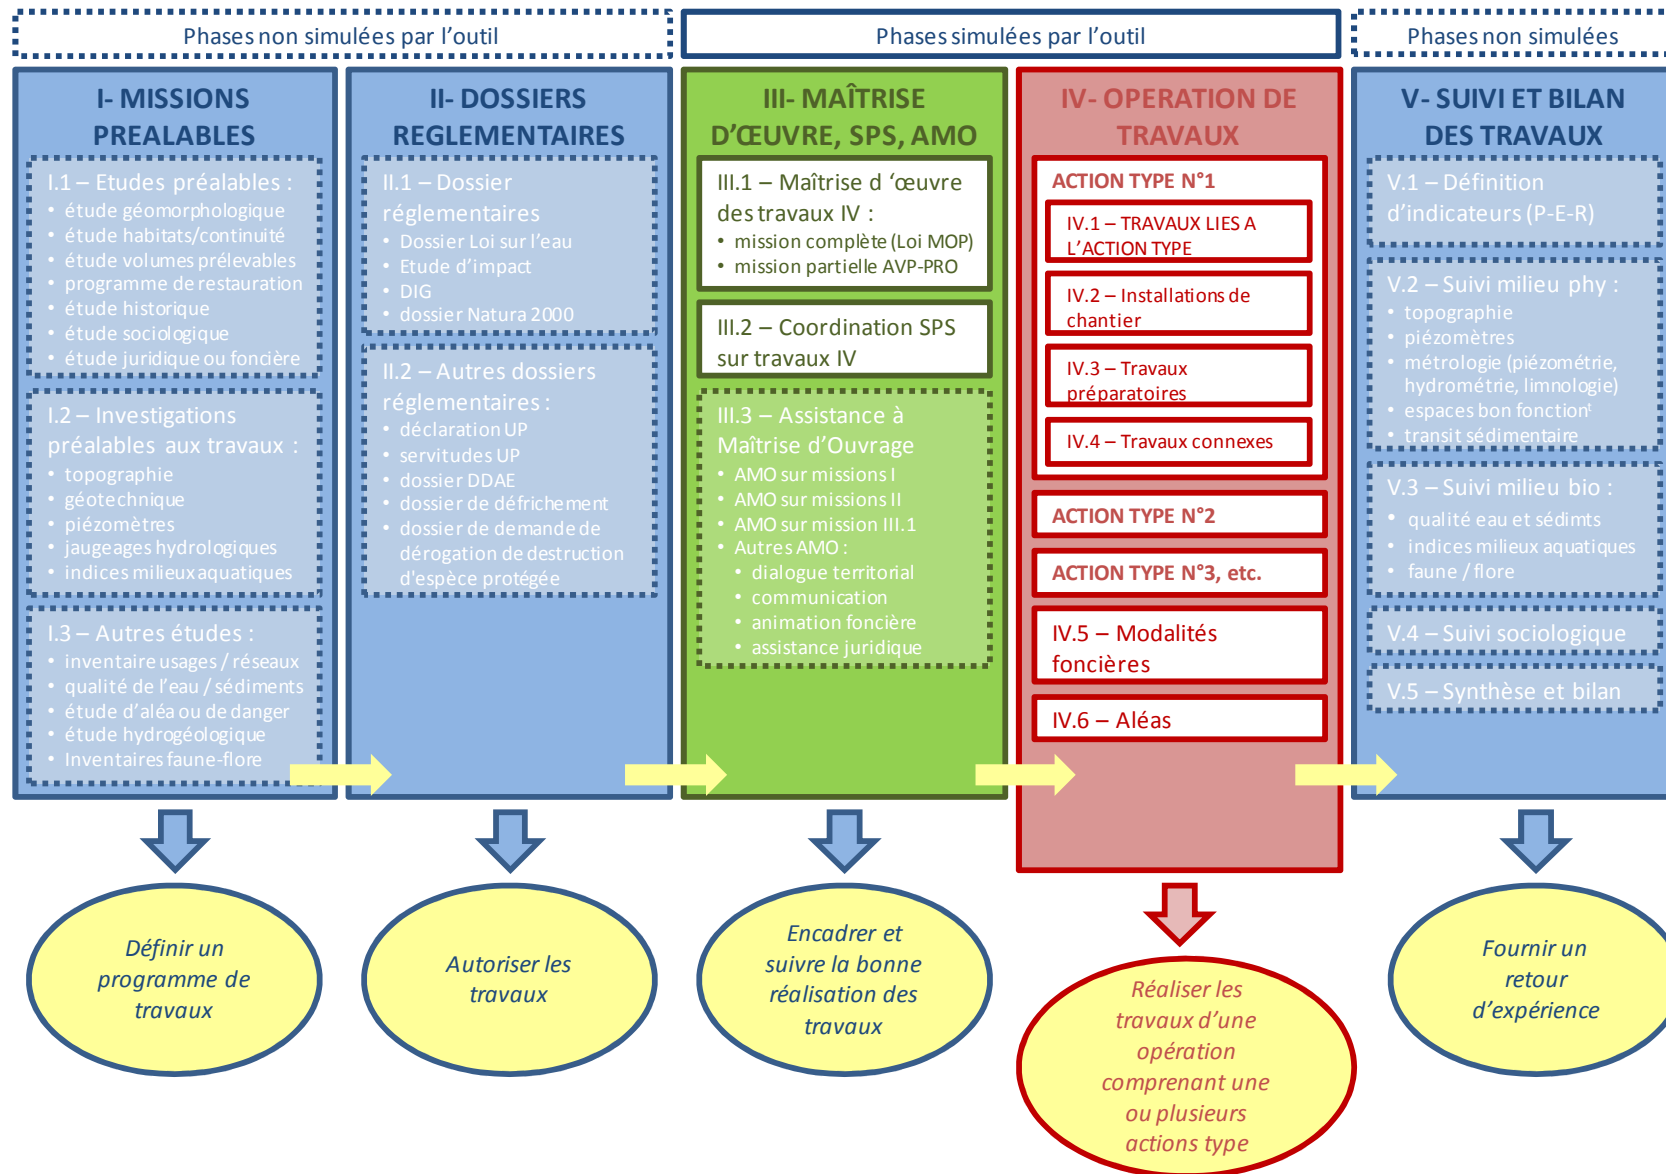 Phases non simulées par l'outil
Phases simulées par l'outil
Phases non simulées
I- MISSIONS
PREALABLES
I.1 – Etudes préalables :
• étude géomorphologique
• étude habitats/continuité
• étude volumes prélevables
• programme de restauration
• étude historique
• étude sociologique
• étude juridique ou foncière
I.2 – Investigations
préalables aux travaux :
• topographie
• géotechnique
• piézomètres
• jaugeages hydrologiques
• indices milieux aquatiques
I.3 – Autres études :
• inventaire usages / réseaux
• qualité de l'eau / sédiments
• étude d'aléa ou de danger
• étude hydrogéologique
• Inventaires faune-flore
Définir un
programme de
travaux
II- DOSSIERS
REGLEMENTAIRES
II.1 – Dossier
réglementaires
• Dossier Loi sur l'eau
• Etude d'impact
• DIG
• dossier Natura 2000
II.2 – Autres dossiers
réglementaires :
• déclaration UP
• servitudes UP
• dossier DDAE
• dossier de défrichement
• dossier de demande de
dérogation de destruction
d'espèce protégée
Autoriser les
travaux
III- MAÎTRISE
D'ŒUVRE, SPS, AMO
III.1 – Maîtrise d 'œuvre
des travaux IV :
• mission complète (Loi MOP)
• mission partielle AVP-PRO
III.2 – Coordination SPS
sur travaux IV
III.3 – Assistance à
Maîtrise d'Ouvrage
• AMO sur missions I
• AMO sur missions II
• AMO sur mission III.1
• Autres AMO :
• dialogue territorial
• communication
• animation foncière
• assistance juridique
Encadrer et
suivre la bonne
réalisation des
travaux
IV- OPERATION DE
TRAVAUX
ACTION TYPE N°1
IV.1 – TRAVAUX LIES A
L'ACTION TYPE
IV.2 – Installations de
chantier
IV.3 – Travaux
préparatoires
IV.4 – Travaux connexes
ACTION TYPE N°2
ACTION TYPE N°3, etc.
IV.5 – Modalités
foncières
IV.6 – Aléas
Réaliser les
travaux d'une
opération
comprenant une
ou plusieurs
actions type
V- SUIVI ET BILAN
DES TRAVAUX
V.1 – Définition
d'indicateurs (P-E-R)
V.2 – Suivi milieu phy :
• topographie
• piézomètres
• métrologie (piézométrie,
hydrométrie, limnologie)
• espaces bon fonctionᵗ
• transit sédimentaire
V.3 – Suivi milieu bio :
• qualité eau et sédimts
• indices milieux aquatiques
• faune / flore
V.4 – Suivi sociologique
V.5 – Synthèse et bilan
Fournir un
retour
d'expérience